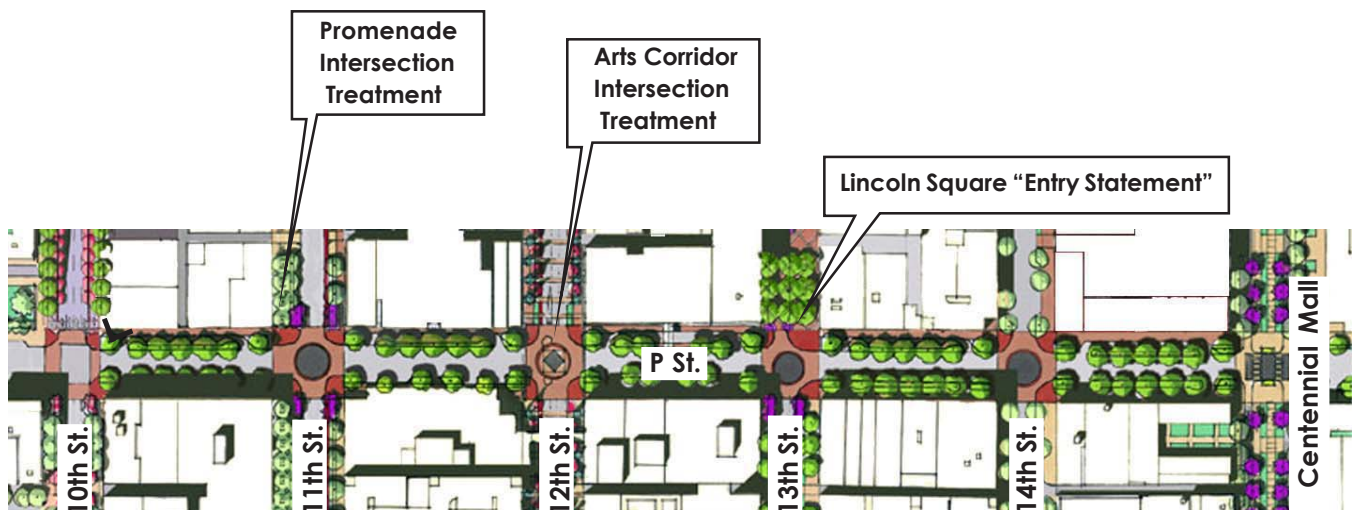 Promenade
Intersection
Treatment
Arts Corridor
Intersection
Treatment
Lincoln Square “Entry Statement”
P St.
10th St.
11th St.
12th St.
13th St.
14th St.
Centennial Mall